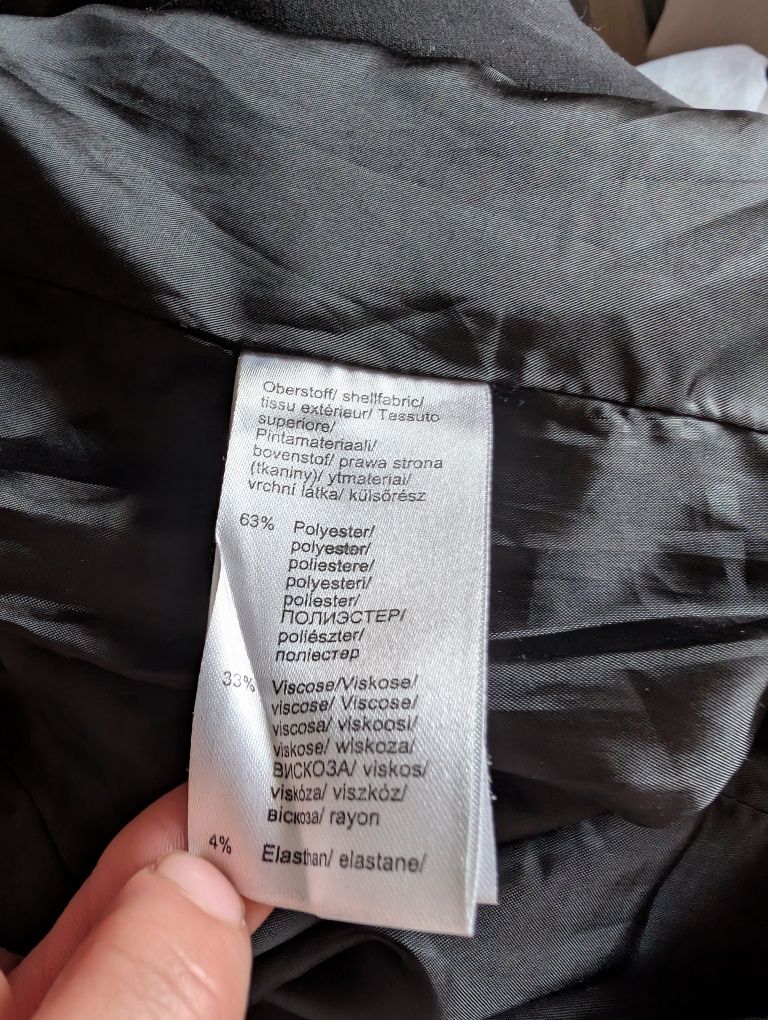 Oberstoff/ shellfabric/
tissu extérieur/ Tessuto
superiore/
Pintamateriaali/
bovenstof/ prawa strona
(tkaniny)/ ytmaterial/
vrchní látka/ külsőrész
63% Polyester/
polyester/
poliestere/
polyesteri/
poliester/
ПОЛИЭСТЕР/
poliészter/
поліестер
33% Viscose/Viskose/
viscose/ Viscose/
viscosa/ viskoosi/
viskose/ wiskoza/
ВИСКОЗА/ viskos/
viskóza/ viszkóz/
віскоза/ rayon
4% Elasthan/ elastane/